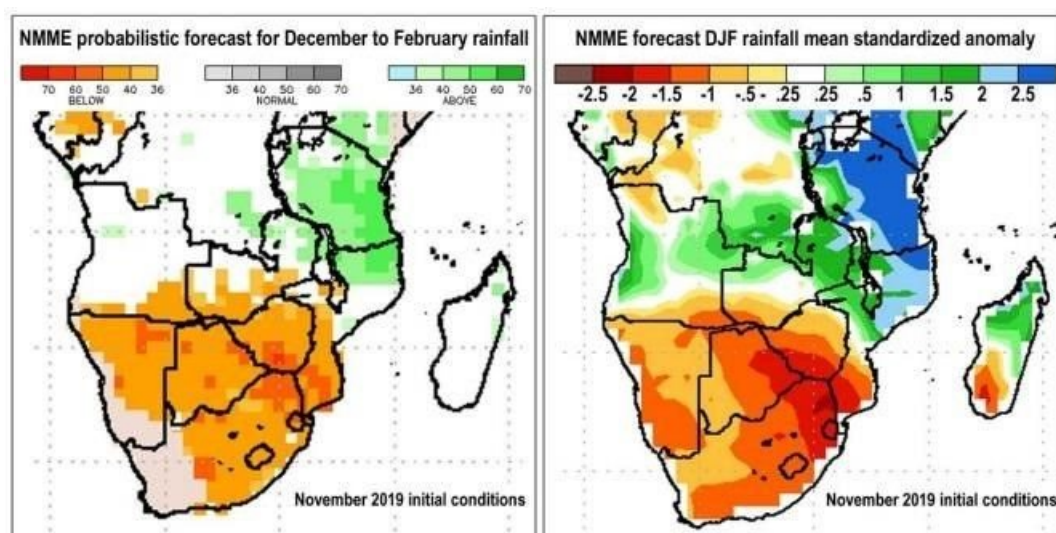 NMME probabilistic forecast for December to February rainfall
70 60 50 40 36
BELOW
36 40 50 60 70
NORMAL
36 40 50 60 70
ABOVE
November 2019 initial conditions
NMME forecast DJF rainfall mean standardized anomaly
-2.5 -2 -1.5 -1 -.5 - .25 .25 .5 1 1.5 2 2.5
November 2019 initial conditions